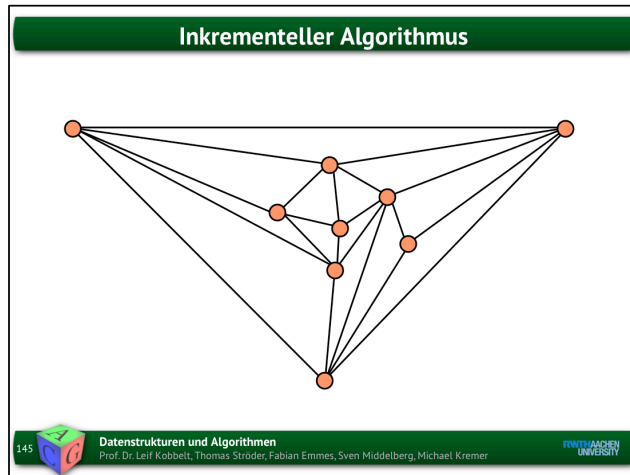 Inkrementeller Algorithmus
145
A
C
G
Datenstrukturen und Algorithmen
Prof. Dr. Leif Kobbelt, Thomas Ströder, Fabian Emmes, Sven Middelberg, Michael Kremer
RWTHAACHEN
UNIVERSITY